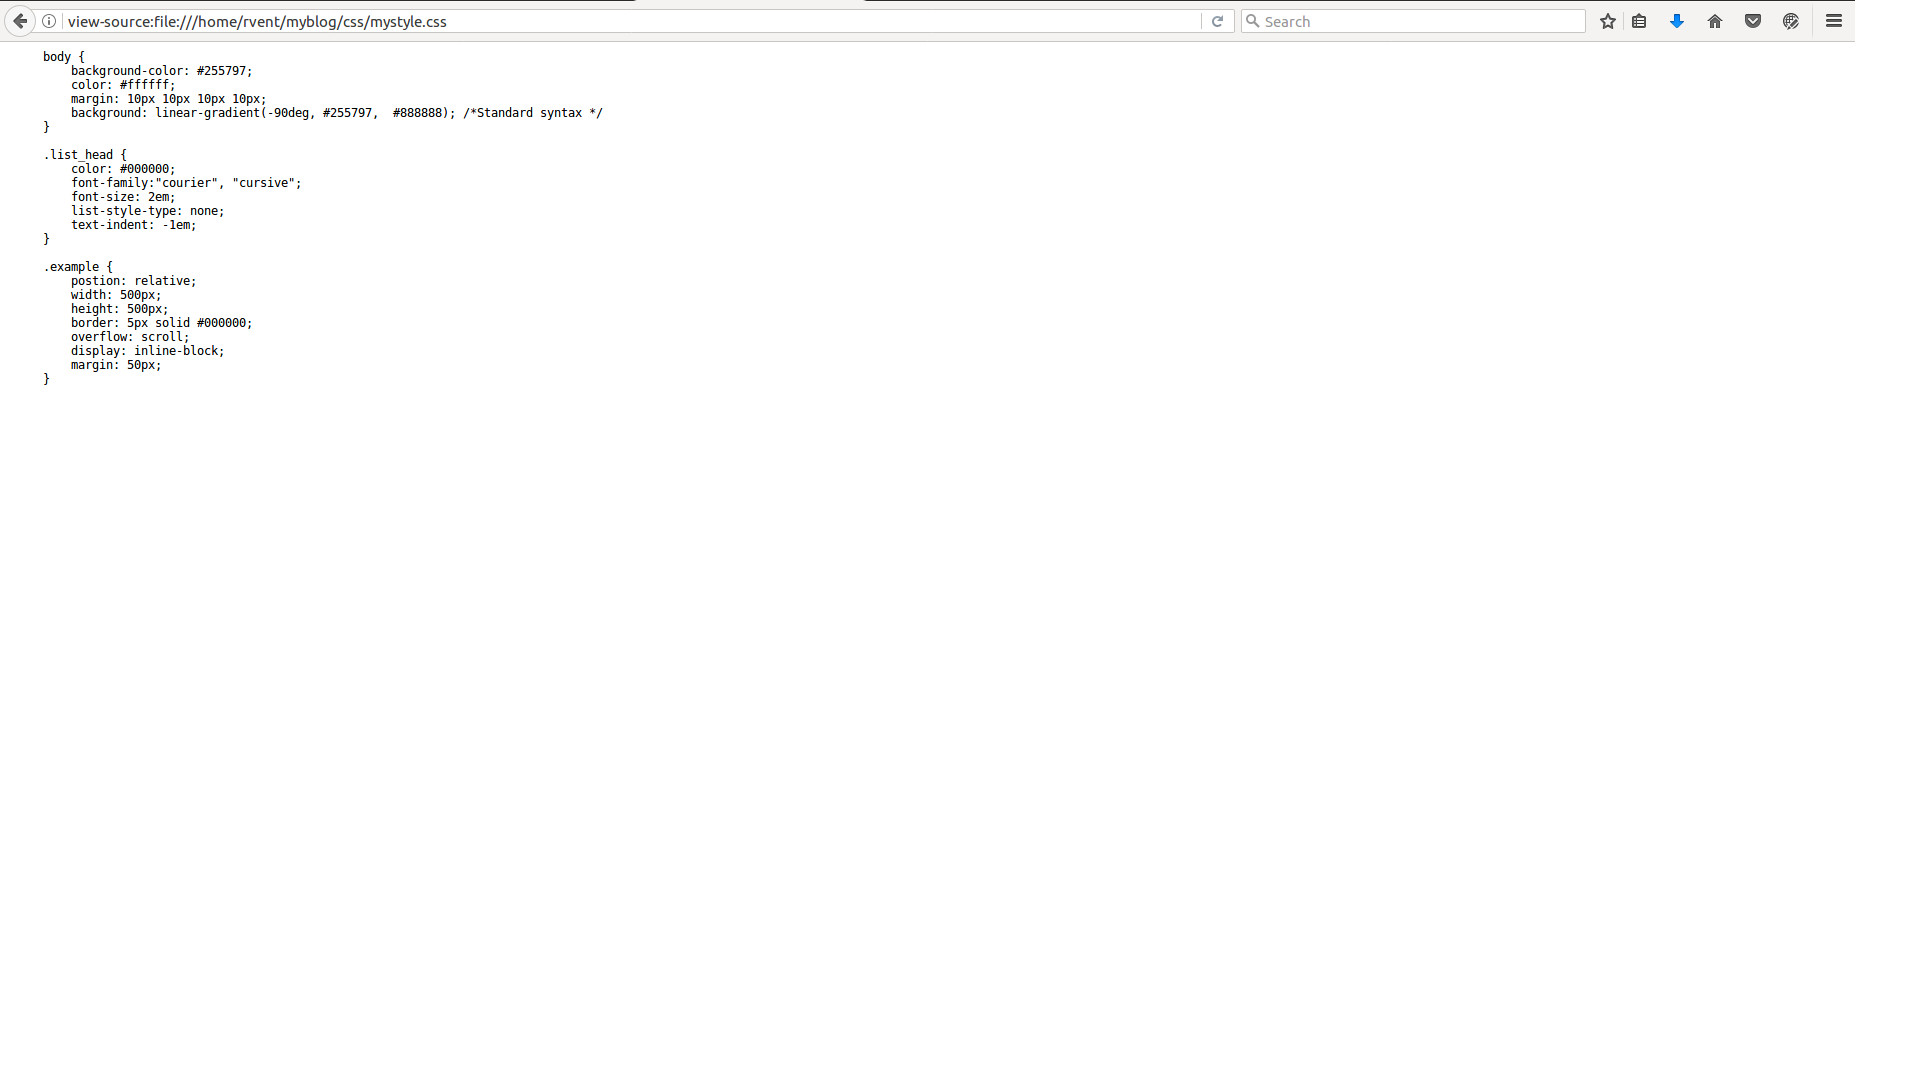 view-source:file:///home/rvent/myblog/css/mystyle.css
Search
body {
    background-color: #255797;
    color: #ffffff;
    margin: 10px 10px 10px 10px;
    background: linear-gradient(-90deg, #255797,  #888888); /*Standard syntax */
}
.list_head {
    color: #000000;
    font-family:"courier", "cursive";
    font-size: 2em;
    list-style-type: none;
    text-indent: -1em;
}
.example {
    postion: relative;
    width: 500px;
    height: 500px;
    border: 5px solid #000000;
    overflow: scroll;
    display: inline-block;
    margin: 50px;
}